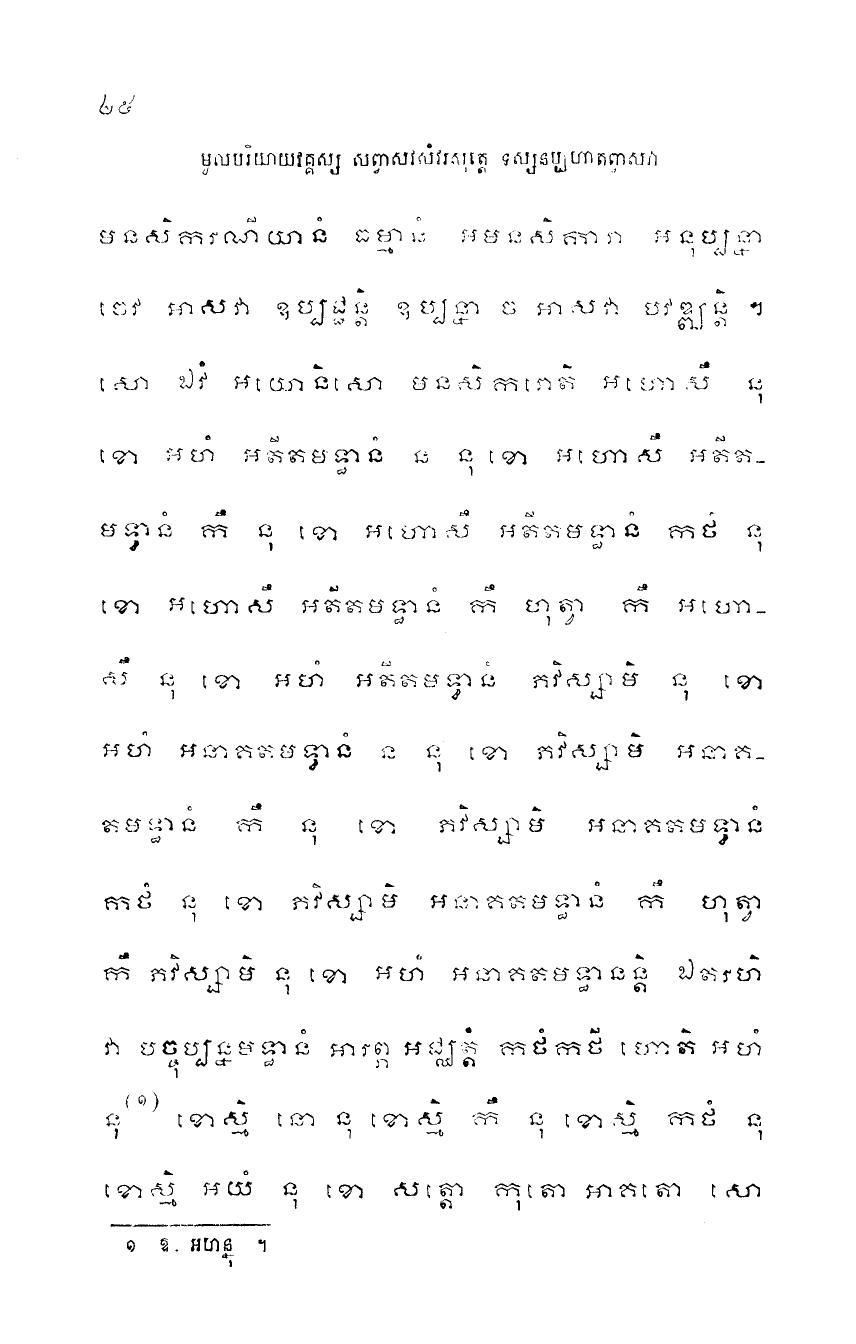 ២៥
មូលបរិយាយវគ្គស្ស សព្វាសវសំវរសុត្តេ ទស្សនប្បហាតព្វាសវា
មនសិករណីយានំ ធម្មានំ អមនសិការា អនុប្បន្នា
ចេវ អាសវា ឧប្បជ្ជន្តិ ឧប្បន្នា ច អាសវា បវឌ្ឍន្តិ ។
សោ ឯវំ អយោនិសោ មនសិករោតិ អហោសឹ នុ
ខោ អហំ អតីតមទ្ធានំ ន នុ ខោ អហោសឹ អតីត-
មទ្ធានំ កឹ នុ ខោ អហោសឹ អតីតមទ្ធានំ កថំ នុ
ខោ អហោសឹ អតីតមទ្ធានំ កឹ ហុត្វា កឹ អហោ-
សឹ នុ ខោ អហំ អតីតមទ្ធានំ ភវិស្សាមិ នុ ខោ
អហំ អនាគតមទ្ធានំ ន នុ ខោ ភវិស្សាមិ អនាគ-
តមទ្ធានំ កឹ នុ ខោ ភវិស្សាមិ អនាគតមទ្ធានំ
កថំ នុ ខោ ភវិស្សាមិ អនាគតមទ្ធានំ កឹ ហុត្វា
កឹ ភវិស្សាមិ នុ ខោ អហំ អនាគតមទ្ធានន្តិ ឯតរហិ
វា បច្ចុប្បន្នមទ្ធានំ អារព្ភ អជ្ឈត្តំ កថំកថី ហោតិ អហំ
នុ(១) ខោស្មិ នោ នុ ខោស្មិ កឹ នុ ខោស្មិ កថំ នុ
ខោស្មិ អយំ នុ ខោ សត្តោ កុតោ អាគតោ សោ
១ ឱ. អហន្នុ ។